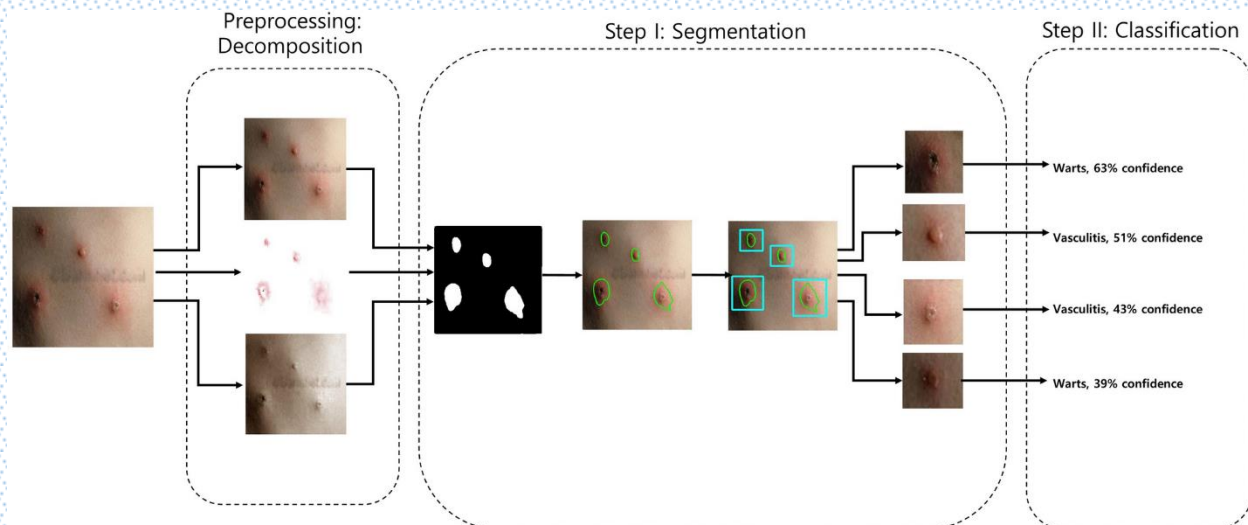 Preprocessing:
Decomposition
Step I: Segmentation
Step II: Classification
Warts, 63% confidence
Vasculitis, 51% confidence
Vasculitis, 43% confidence
Warts, 39% confidence